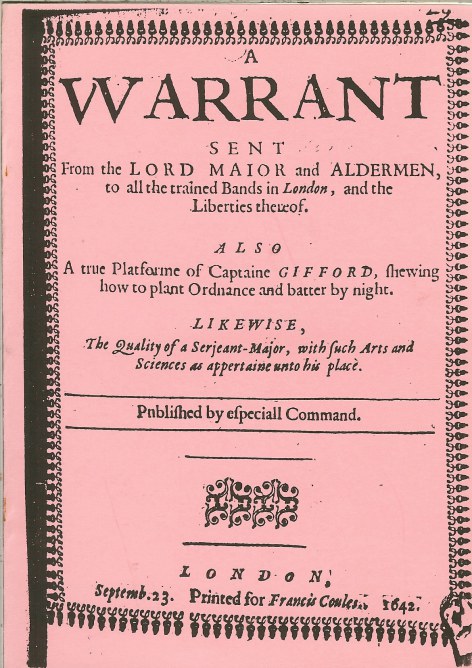 29
A
WARRANT
SENT
From the LORD MAIOR and ALDERMEN,
to all the trained Bands in London, and the
Liberties thereof.
ALSO
A true Platforme of Captaine GIFFORD, ſhewing
how to plant Ordnance and batter by night.
LIKEWISE,
The Quality of a Serjeant-Major, with ſuch Arts and
Sciences as appertaine unto his place.
Publiſhed by eſpeciall Command.
LONDON,
Septemb. 23. Printed for Francis Coules. 1642.